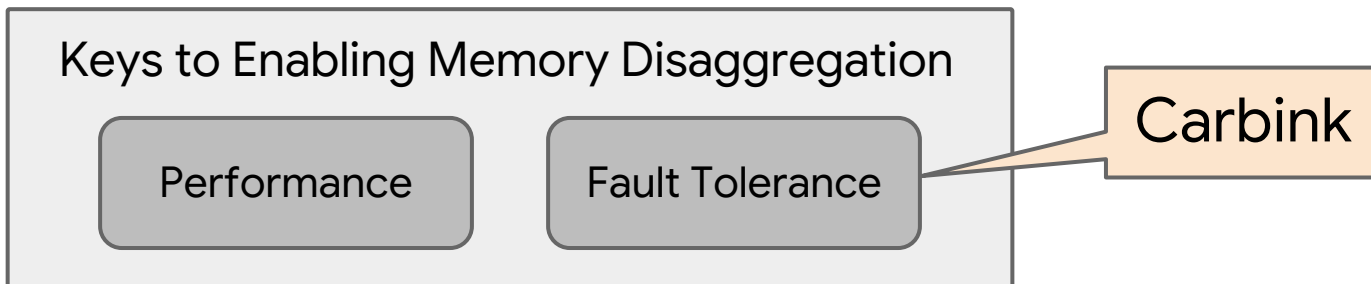 Keys to Enabling Memory Disaggregation
Carbink
Performance
Fault Tolerance